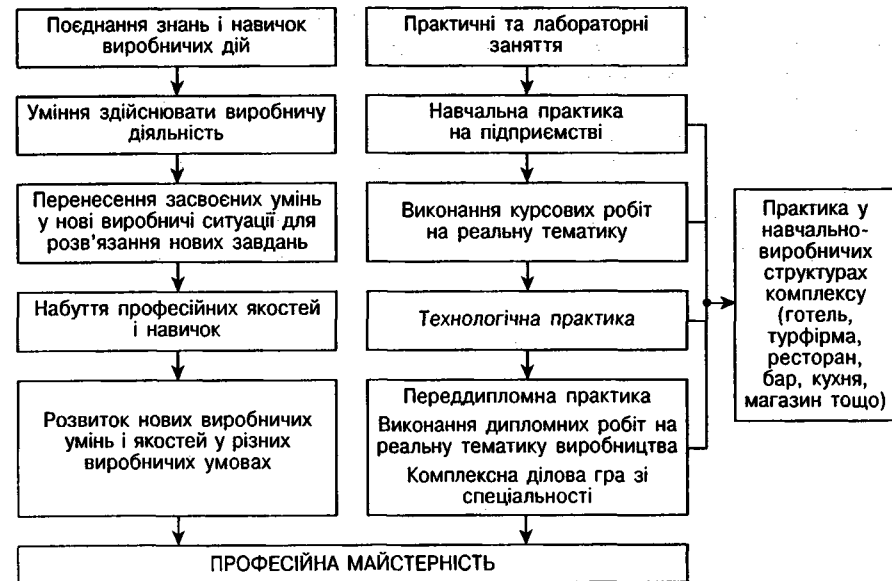 Поєднання знань і навичок
виробничих дій
Уміння здійснювати виробничу
діяльність
Перенесення засвоєних умінь
у нові виробничі ситуації для
розв'язання нових завдань
Набуття професійних якостей
і навичок
Розвиток нових виробничих
умінь і якостей у різних
виробничих умовах
Практичні та лабораторні
заняття
Навчальна практика
на підприємстві
Виконання курсових робіт
на реальну тематику
Технологічна практика
Переддипломна практика
Виконання дипломних робіт на
реальну тематику виробництва
Комплексна ділова гра зі
спеціальності
Практика у
навчально-
виробничих
структурах
комплексу
(готель,
турфірма,
ресторан,
бар, кухня,
магазин тощо)
ПРОФЕСІЙНА МАЙСТЕРНІСТЬ